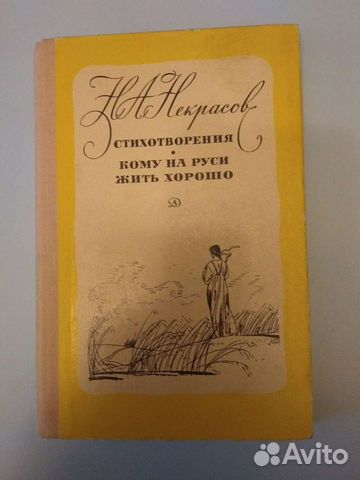 Н А Некрасов
СТИХОТВОРЕНИЯ
•
КОМУ НА РУСИ
ЖИТЬ ХОРОШО
Д
Avito